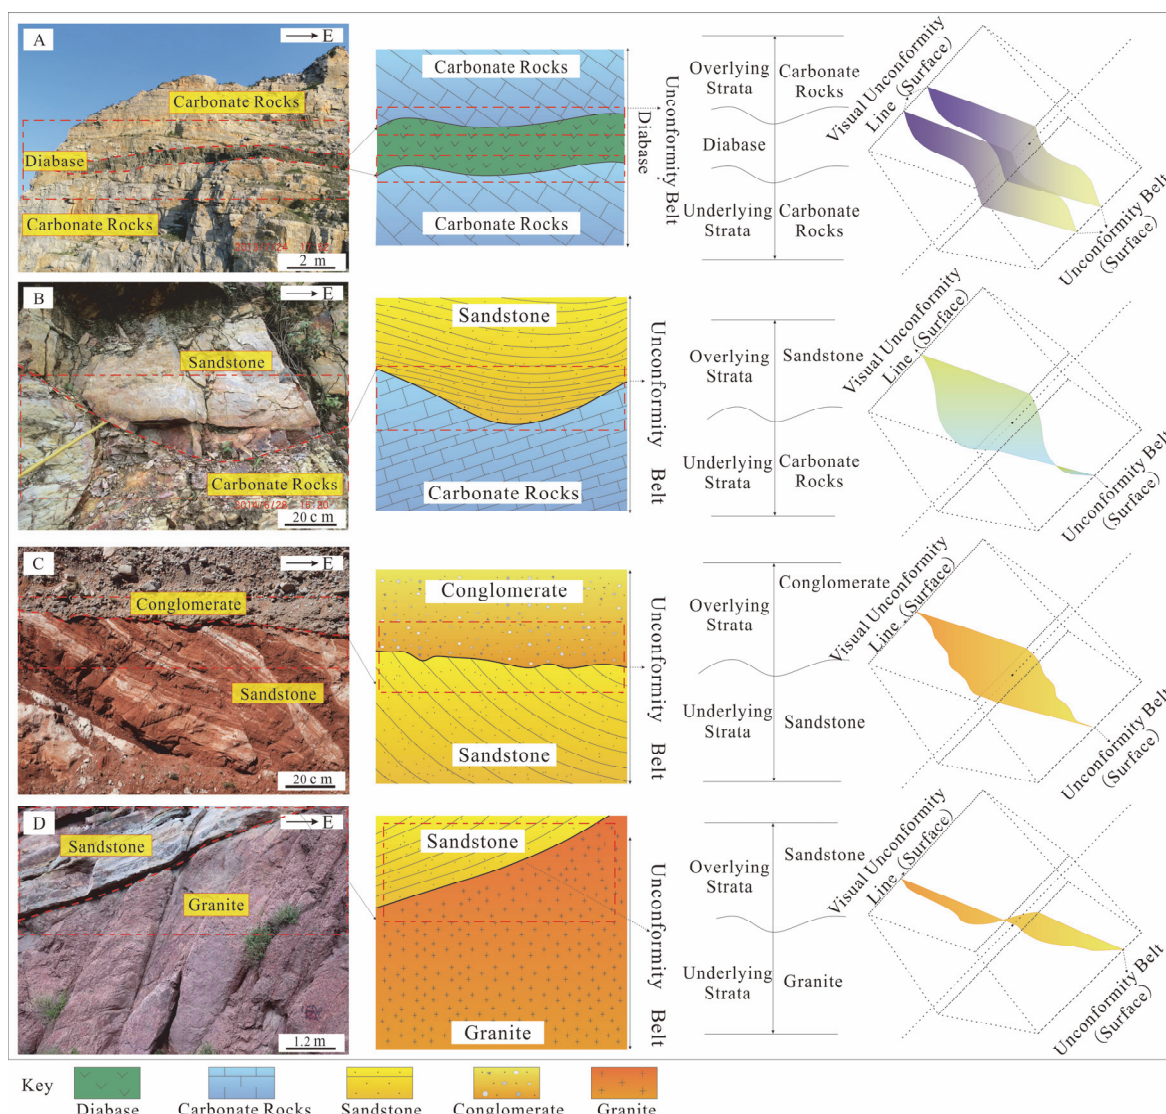 A
E
Carbonate Rocks
Diabase
Carbonate Rocks
2 m
Carbonate Rocks
Carbonate Rocks
Unconformity Belt
Diabase
Overlying
Strata
Carbonate
Rocks
Diabase
Underlying
Strata
Carbonate
Rocks
Visual Unconformity
Line (Surface)
Unconformity Belt
(Surface)
B
E
Sandstone
Carbonate Rocks
20 cm
Sandstone
Carbonate Rocks
Unconformity Belt
Overlying
Strata
Sandstone
Underlying
Strata
Carbonate
Rocks
Visual Unconformity
Line (Surface)
Unconformity Belt
(Surface)
C
E
Conglomerate
Sandstone
20 cm
Conglomerate
Sandstone
Unconformity Belt
Overlying
Strata
Conglomerate
Underlying
Strata
Sandstone
Visual Unconformity
Line (Surface)
Unconformity Belt
(Surface)
D
E
Sandstone
Granite
1.2 m
Sandstone
Granite
Unconformity Belt
Overlying
Strata
Sandstone
Underlying
Strata
Granite
Visual Unconformity
Line (Surface)
Unconformity Belt
(Surface)
Key
Diabase
Carbonate Rocks
Sandstone
Conglomerate
Granite